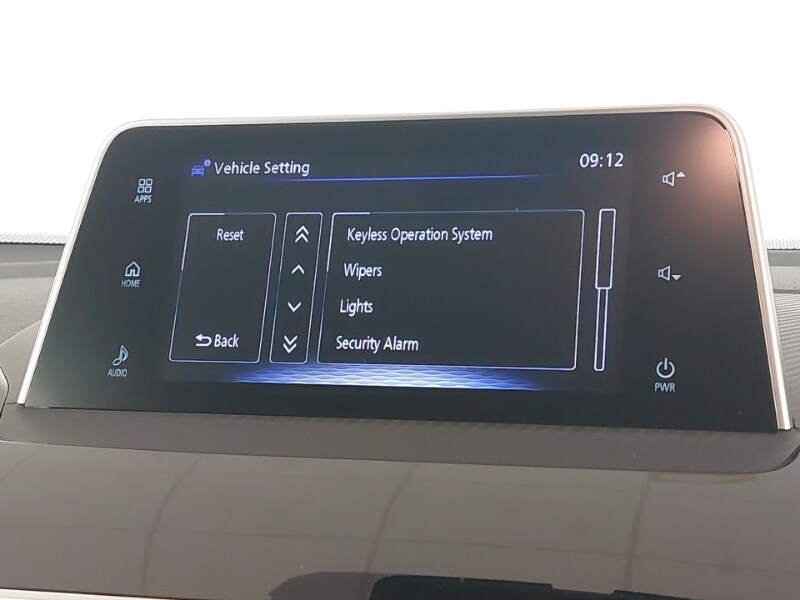 Vehicle Setting
09:12
APPS
HOME
AUDIO
Reset
Back
Keyless Operation System
Wipers
Lights
Security Alarm
PWR